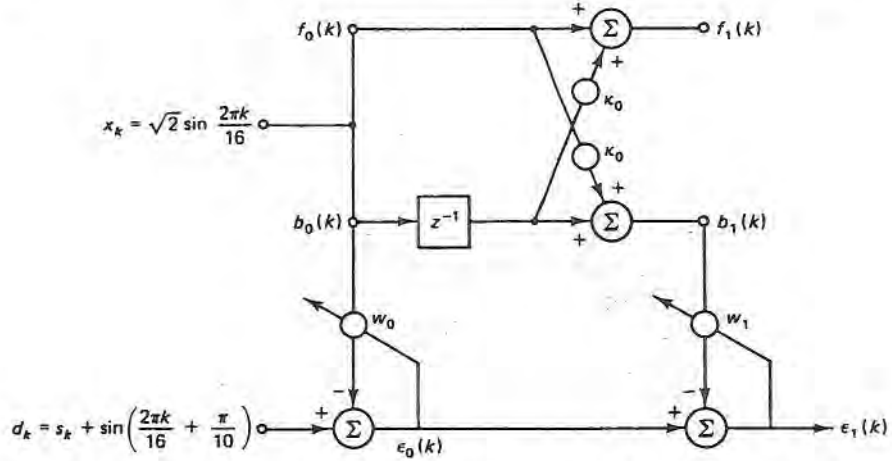 f₀(k)
+
Σ
f₁(k)
+
κ₀
x_k = √2 sin 2πk/16
κ₀
+
b₀(k)
z⁻¹
+
Σ
b₁(k)
w₀
w₁
−
−
d_k = s_k + sin(2πk/16 + π/10)
+
Σ
ϵ₀(k)
+
Σ
ϵ₁(k)